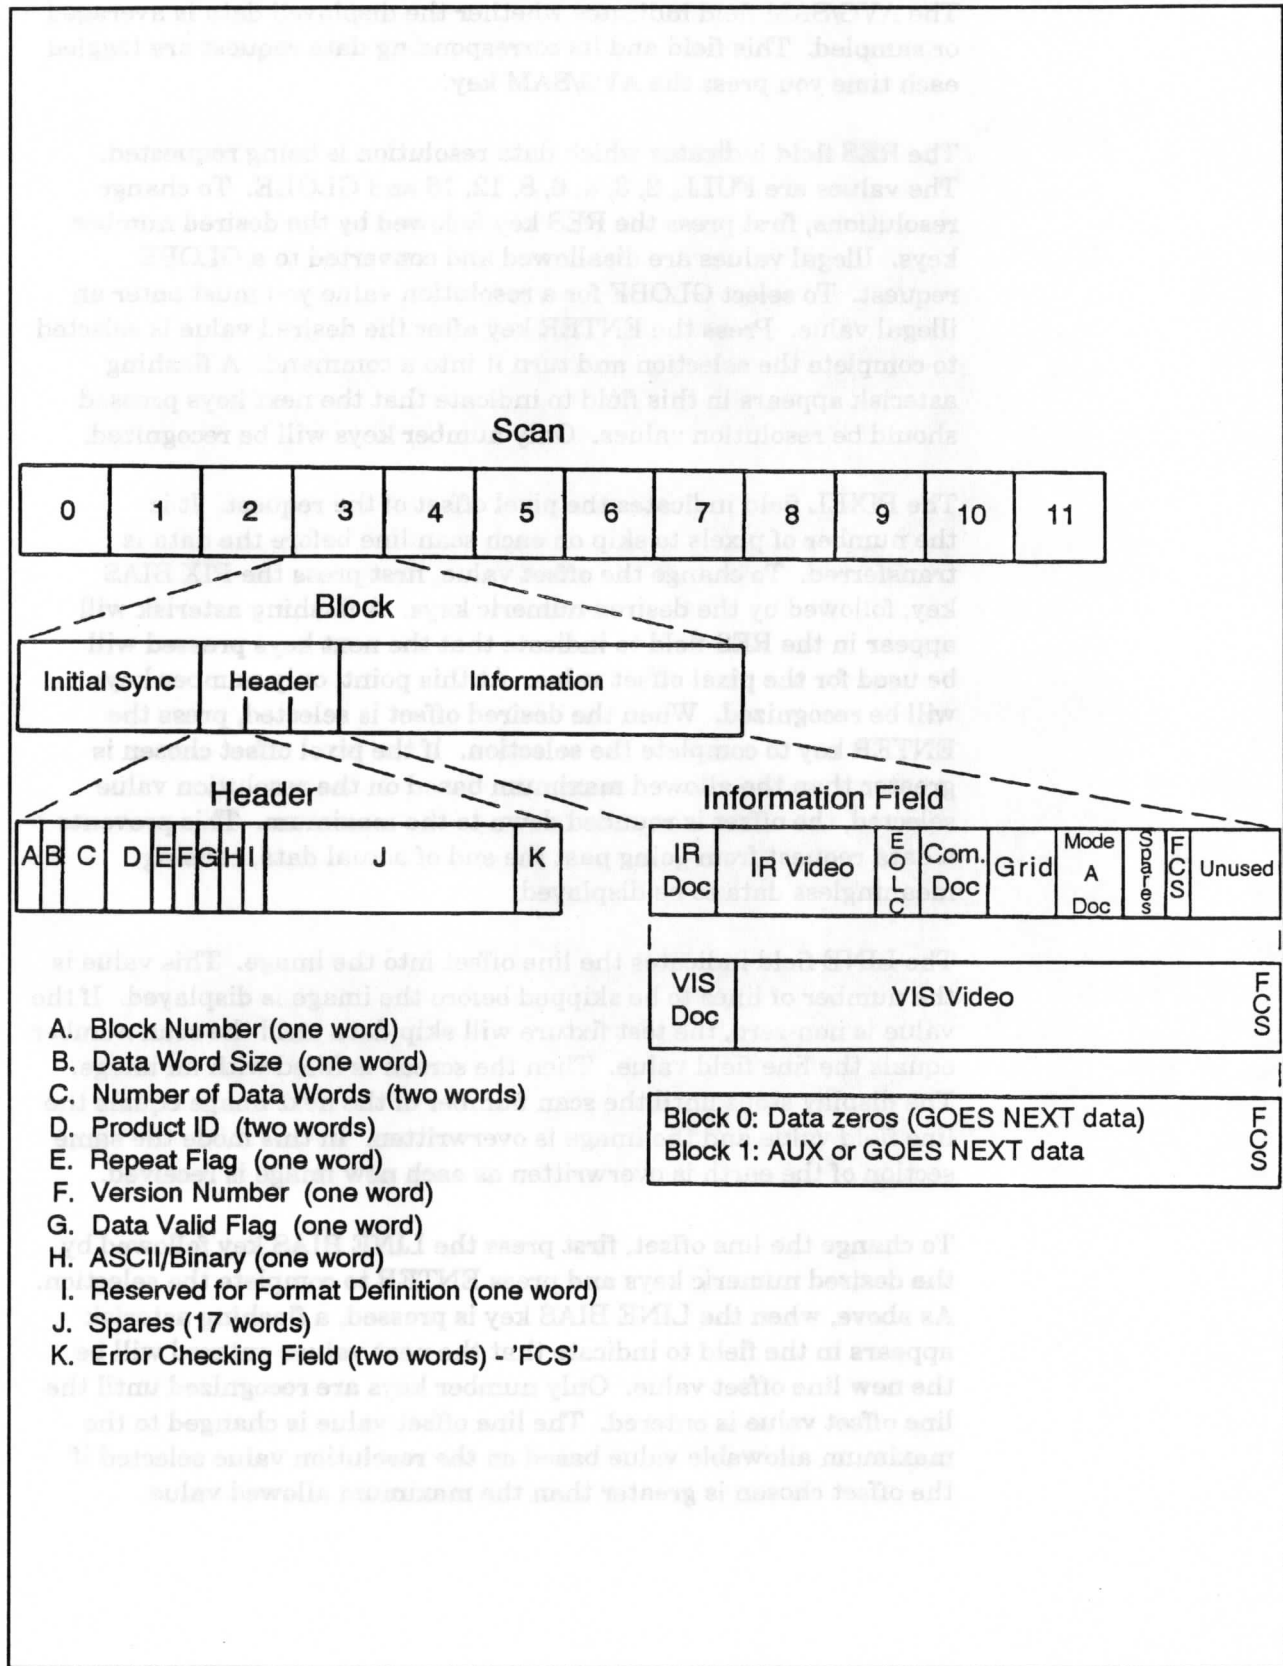 Scan
0 1 2 3 4 5 6 7 8 9 10 11
Block
Initial Sync Header Information
Header
A B C D E F G H I J K
Information Field
IR Doc IR Video EOLC Com. Doc Grid Mode A Doc Spares FCS Unused
VIS Doc VIS Video FCS
Block 0: Data zeros (GOES NEXT data) FCS
Block 1: AUX or GOES NEXT data
A. Block Number (one word)
B. Data Word Size (one word)
C. Number of Data Words (two words)
D. Product ID (two words)
E. Repeat Flag (one word)
F. Version Number (one word)
G. Data Valid Flag (one word)
H. ASCII/Binary (one word)
I. Reserved for Format Definition (one word)
J. Spares (17 words)
K. Error Checking Field (two words) - 'FCS'